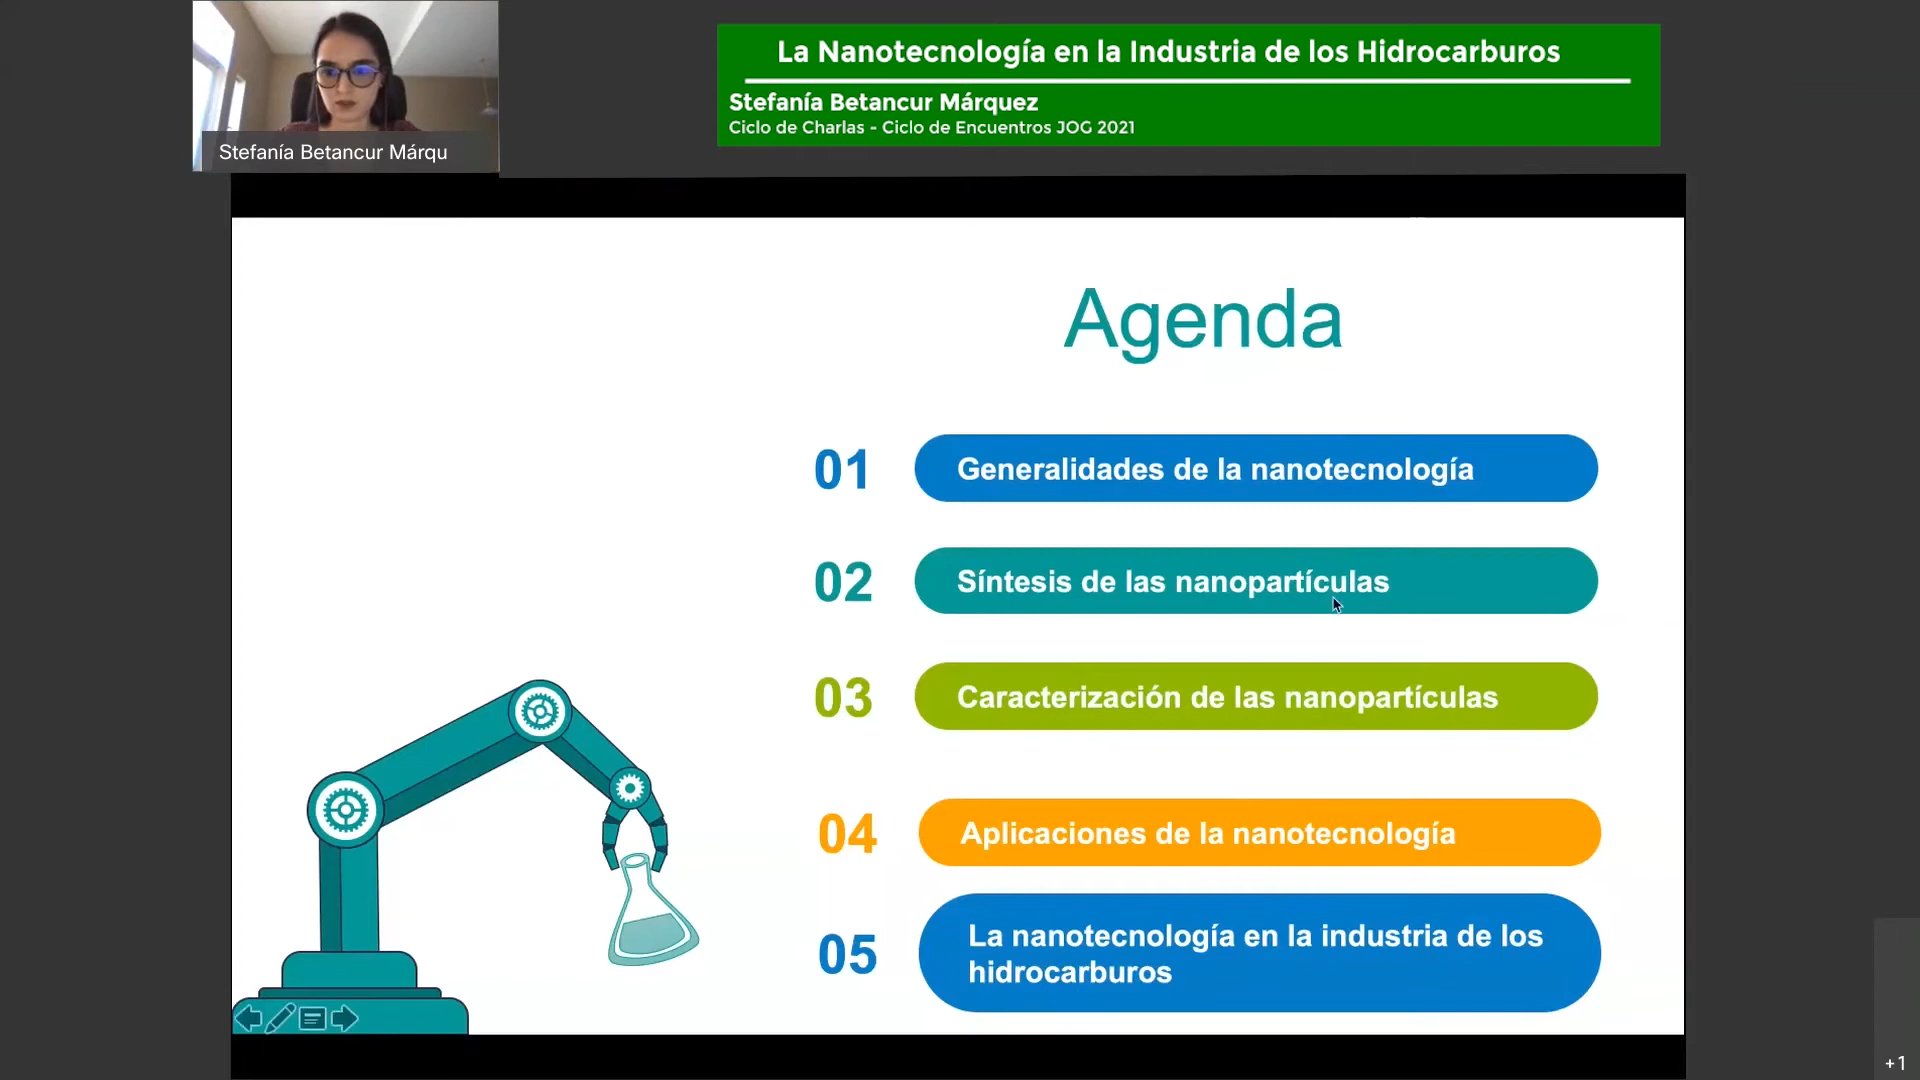 La Nanotecnología en la Industria de los Hidrocarburos
Stefanía Betancur Márquez
Ciclo de Charlas - Ciclo de Encuentros JOG 2021
Stefanía Betancur Márqu
Agenda
01 Generalidades de la nanotecnología
02 Síntesis de las nanopartículas
03 Caracterización de las nanopartículas
04 Aplicaciones de la nanotecnología
05 La nanotecnología en la industria de los
hidrocarburos
+1